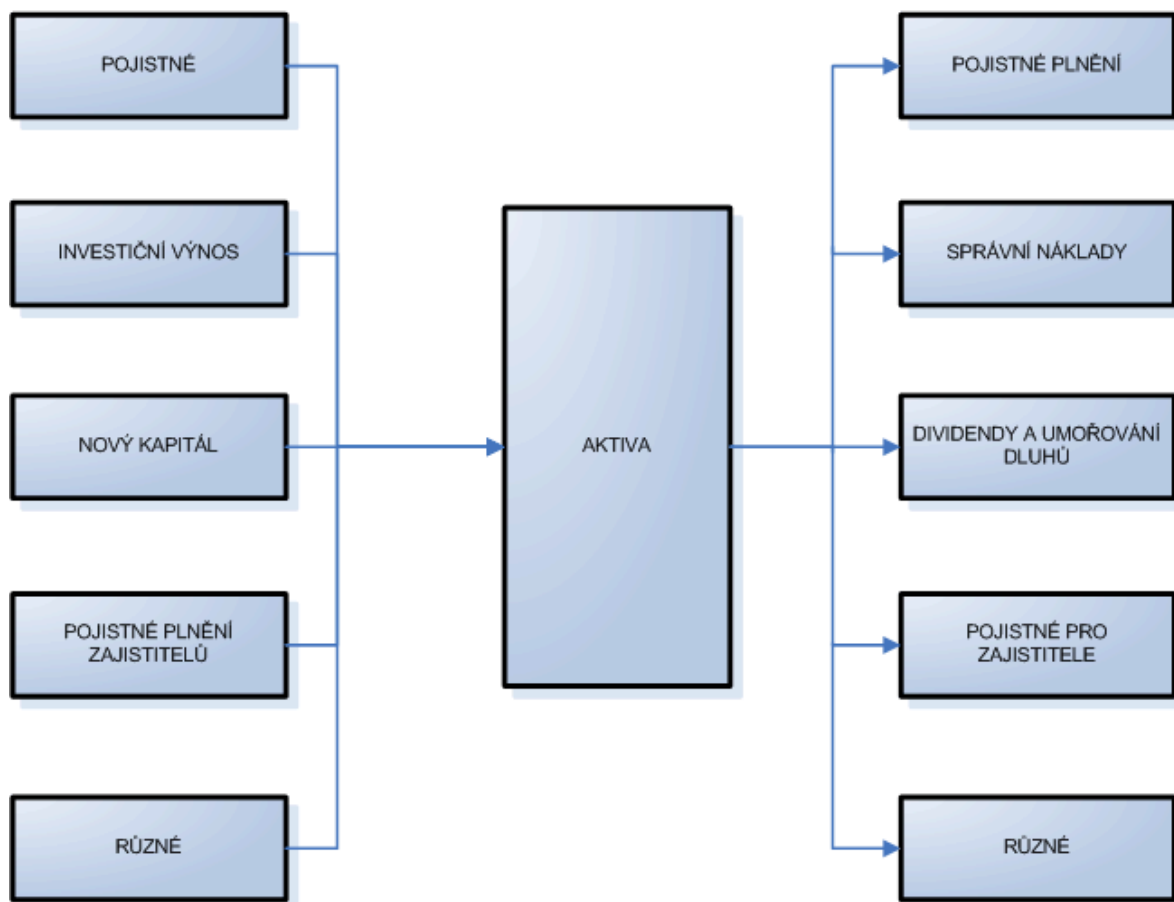 POJISTNÉ
INVESTIČNÍ VÝNOS
NOVÝ KAPITÁL
POJISTNÉ PLNĚNÍ
ZAJISTITELŮ
RŮZNÉ
AKTIVA
POJISTNÉ PLNĚNÍ
SPRÁVNÍ NÁKLADY
DIVIDENDY A UMOŘOVÁNÍ
DLUHŮ
POJISTNÉ PRO
ZAJISTITELE
RŮZNÉ